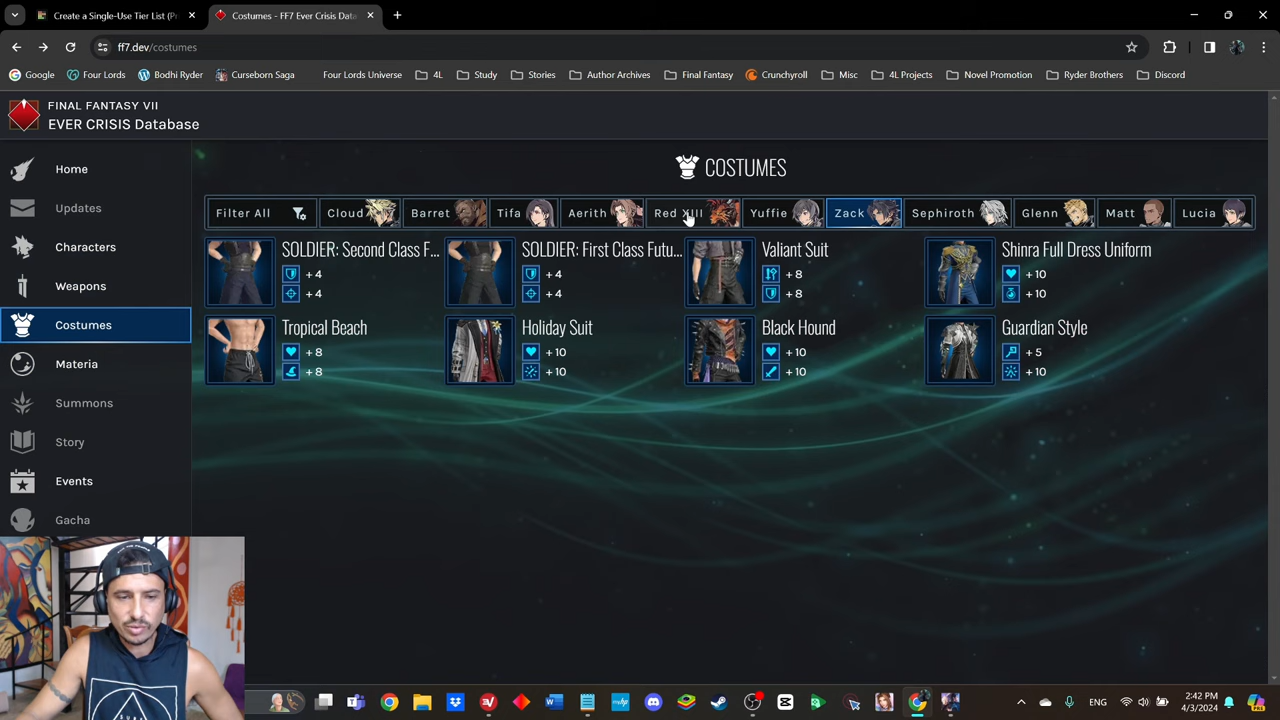 Create a Single-Use Tier List (Pr
Costumes - FF7 Ever Crisis Data
ff7.dev/costumes
Google
Four Lords
Bodhi Ryder
Curseborn Saga
Four Lords Universe
4L
Study
Stories
Author Archives
Final Fantasy
Crunchyroll
Misc
4L Projects
Novel Promotion
Ryder Brothers
Discord
FINAL FANTASY VII
EVER CRISIS Database
Home
Updates
Characters
Weapons
Costumes
Materia
Summons
Story
Events
Gacha
COSTUMES
Filter All
Cloud
Barret
Tifa
Aerith
Red XIII
Yuffie
Zack
Sephiroth
Glenn
Matt
Lucia
SOLDIER: Second Class F...
+ 4
+ 4
SOLDIER: First Class Futu...
+ 4
+ 4
Valiant Suit
+ 8
+ 8
Shinra Full Dress Uniform
+ 10
+ 10
Tropical Beach
+ 8
+ 8
Holiday Suit
+ 10
+ 10
Black Hound
+ 10
+ 10
Guardian Style
+ 5
+ 10
ENG
2:42 PM
4/3/2024